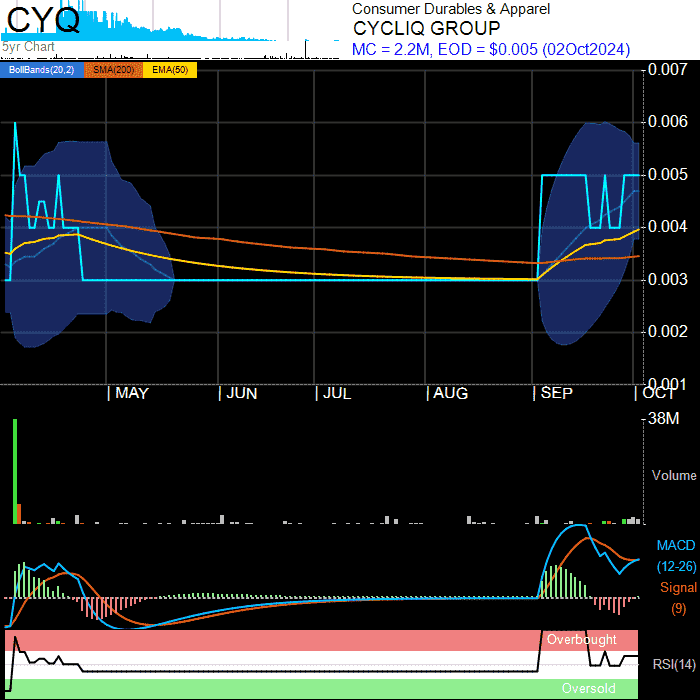 CYQ
5yr Chart
Consumer Durables & Apparel
CYCLIQ GROUP
MC = 2.2M, EOD = $0.005 (02Oct2024)
BollBands(20,2) SMA(200) EMA(50)
0.007
0.006
0.005
0.004
0.003
0.002
0.001
MAY JUN JUL AUG SEP OCT
38M
Volume
MACD
(12-26)
Signal
(9)
Overbought
RSI(14)
Oversold